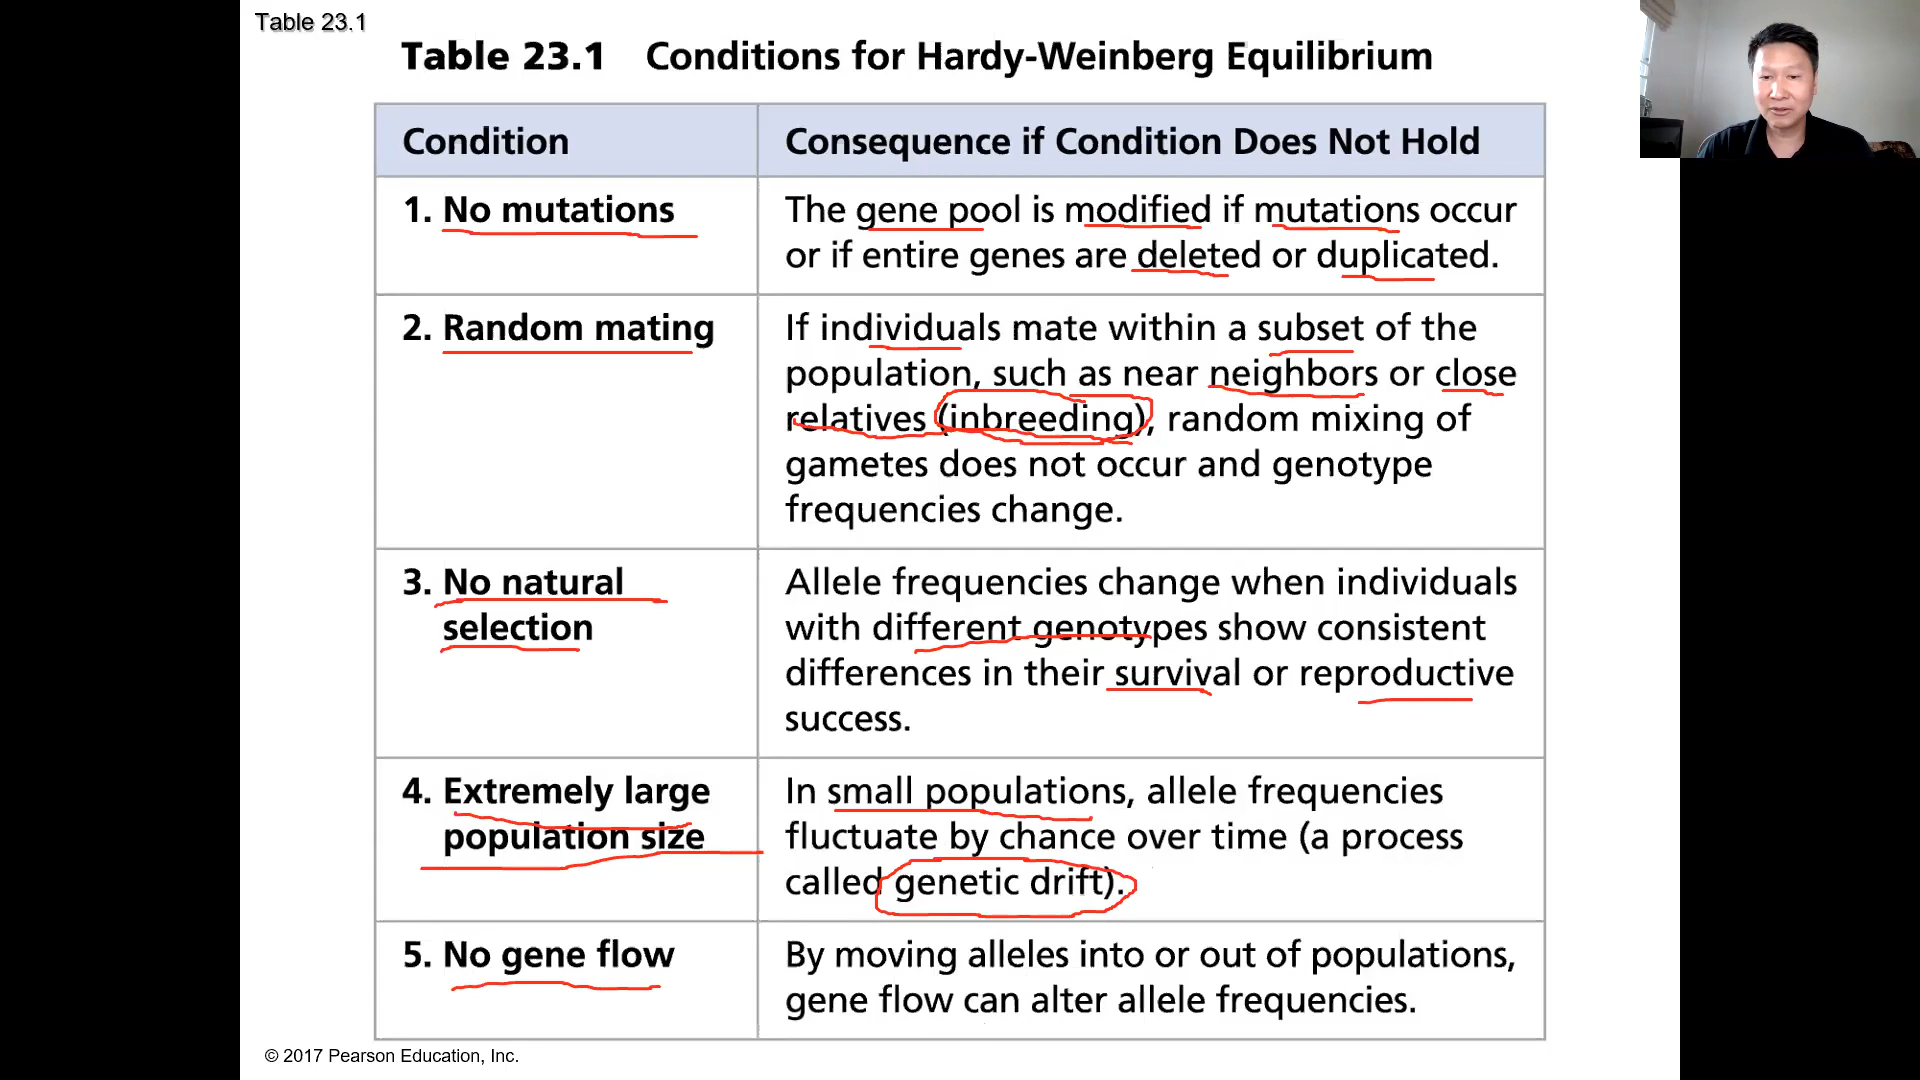 Table 23.1
Table 23.1 Conditions for Hardy-Weinberg Equilibrium
Condition
Consequence if Condition Does Not Hold
1. No mutations
The gene pool is modified if mutations occur
or if entire genes are deleted or duplicated.
2. Random mating
If individuals mate within a subset of the
population, such as near neighbors or close
relatives (inbreeding), random mixing of
gametes does not occur and genotype
frequencies change.
3. No natural
selection
Allele frequencies change when individuals
with different genotypes show consistent
differences in their survival or reproductive
success.
4. Extremely large
population size
In small populations, allele frequencies
fluctuate by chance over time (a process
called genetic drift).
5. No gene flow
By moving alleles into or out of populations,
gene flow can alter allele frequencies.
© 2017 Pearson Education, Inc.